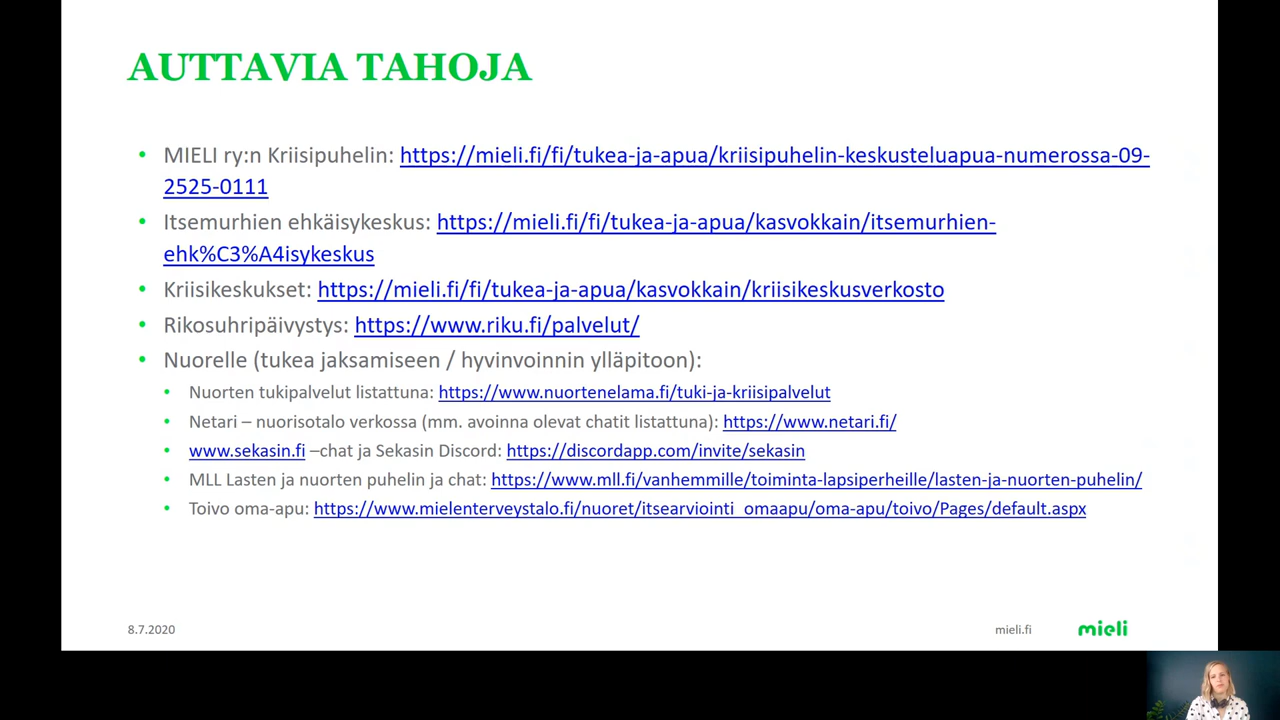 AUTTAVIA TAHOJA
• MIELI ry:n Kriisipuhelin: https://mieli.fi/fi/tukea-ja-apua/kriisipuhelin-keskusteluapua-numerossa-09-
2525-0111
• Itsemurhien ehkäisykeskus: https://mieli.fi/fi/tukea-ja-apua/kasvokkain/itsemurhien-
ehk%C3%A4isykeskus
• Kriisikeskukset: https://mieli.fi/fi/tukea-ja-apua/kasvokkain/kriisikeskusverkosto
• Rikosuhripäivystys: https://www.riku.fi/palvelut/
• Nuorelle (tukea jaksamiseen / hyvinvoinnin ylläpitoon):
• Nuorten tukipalvelut listattuna: https://www.nuortenelama.fi/tuki-ja-kriisipalvelut
• Netari – nuorisotalo verkossa (mm. avoinna olevat chatit listattuna): https://www.netari.fi/
• www.sekasin.fi –chat ja Sekasin Discord: https://discordapp.com/invite/sekasin
• MLL Lasten ja nuorten puhelin ja chat: https://www.mll.fi/vanhemmille/toiminta-lapsiperheille/lasten-ja-nuorten-puhelin/
• Toivo oma-apu: https://www.mielenterveystalo.fi/nuoret/itsearviointi_omaapu/oma-apu/toivo/Pages/default.aspx
8.7.2020
mieli.fi
mieli